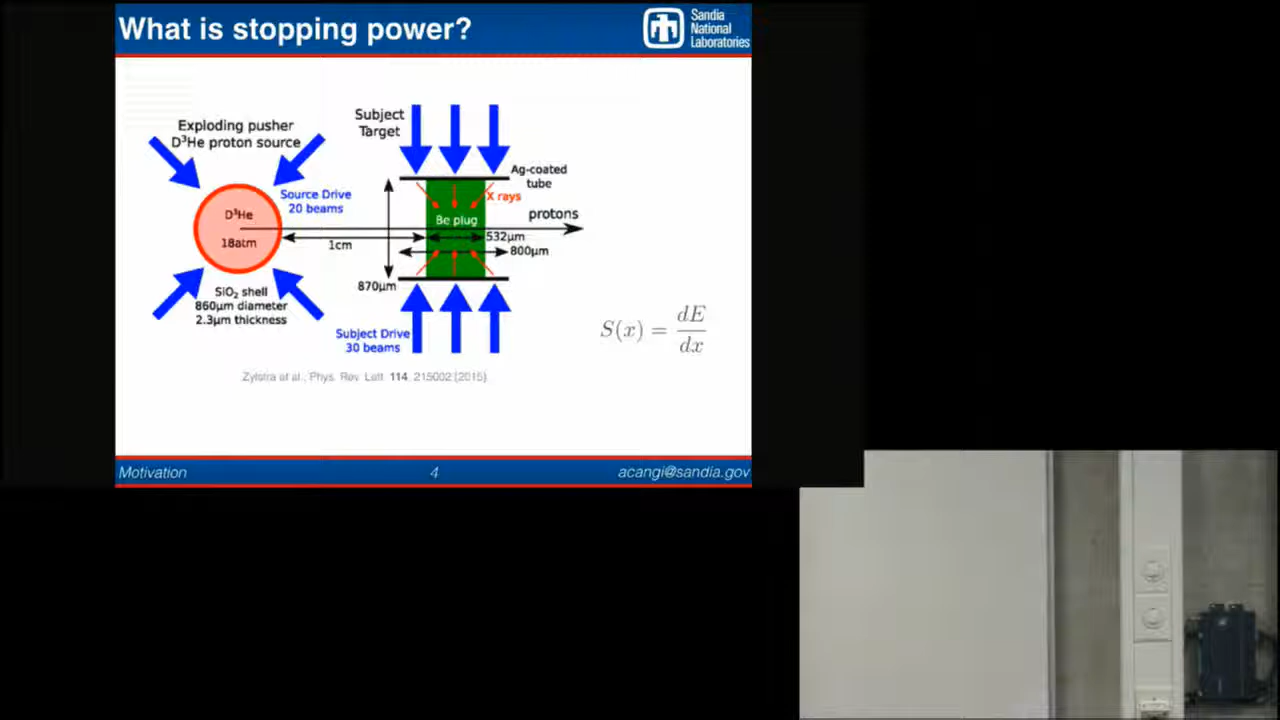 What is stopping power?
Sandia
National
Laboratories
Exploding pusher
D³He proton source
Subject
Target
Source Drive
20 beams
Ag-coated
tube
X rays
D³He
18atm
Be plug
protons
1cm
532μm
800μm
870μm
SiO₂ shell
860μm diameter
2.3μm thickness
Subject Drive
30 beams
S(x) = dE/dx
Zylstra et al., Phys. Rev. Lett. 114, 215002 (2015)
Motivation
4
acangi@sandia.gov